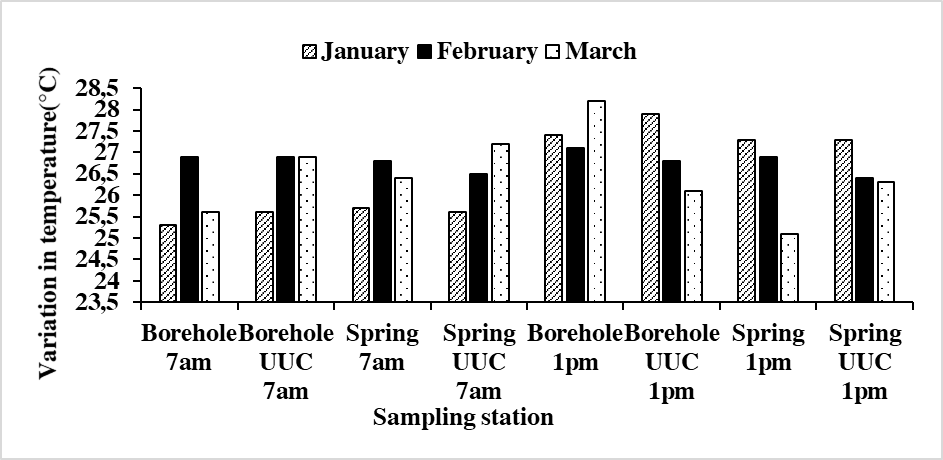 January February March
Variation in temperature(°C)
28,5
28
27,5
27
26,5
26
25,5
25
24,5
24
23,5
Borehole 7am
Borehole UUC 7am
Spring 7am
Spring UUC 7am
Borehole 1pm
Borehole UUC 1pm
Spring 1pm
Spring UUC 1pm
Sampling station